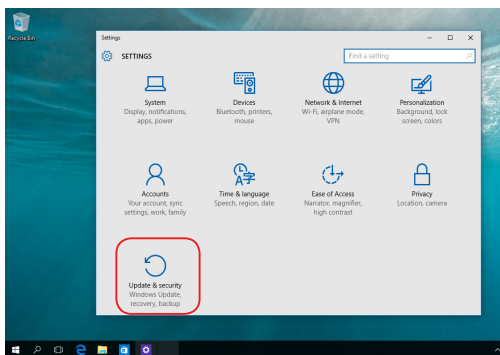 Recycle Bin
Settings
SETTINGS
Find a setting
System
Display, notifications,
apps, power
Devices
Bluetooth, printers,
mouse
Network & Internet
Wi-Fi, airplane mode,
VPN
Personalization
Background, lock
screen, colors
Accounts
Your account, sync
settings, work, family
Time & language
Speech, region, date
Ease of Access
Narrator, magnifier,
high contrast
Privacy
Location, camera
Update & security
Windows Update,
recovery, backup